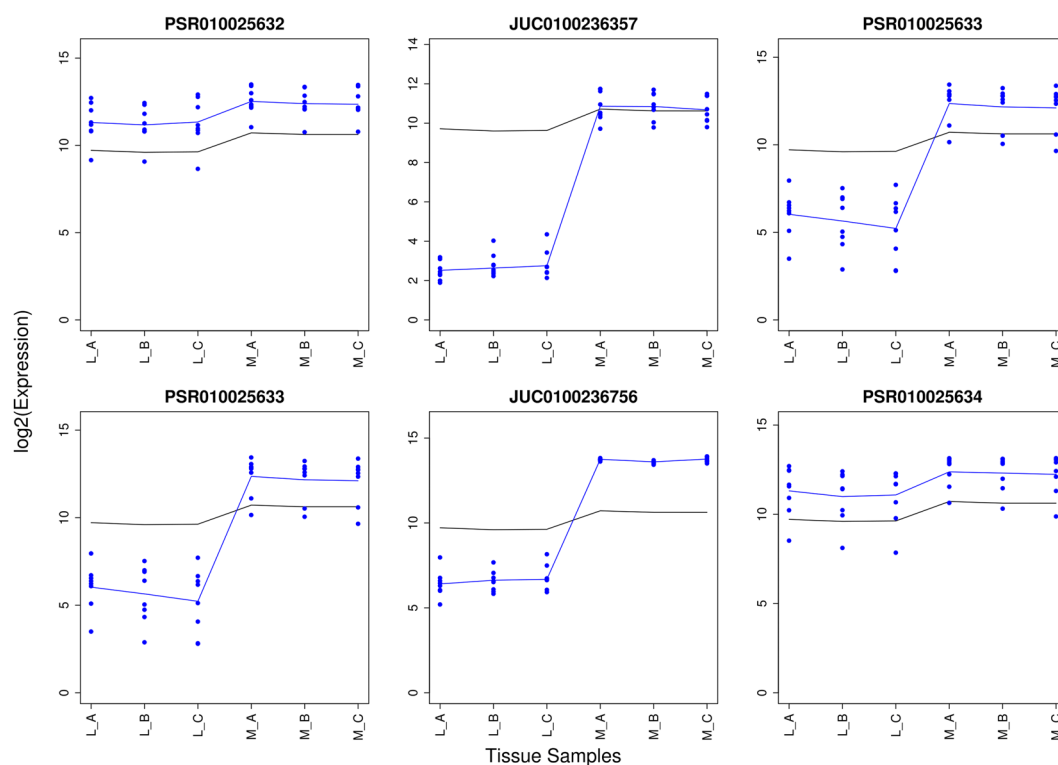 PSR010025632
JUC0100236357
PSR010025633
15
10
5
0
14
12
10
8
6
4
2
0
15
10
5
0
L_A L_B L_C M_A M_B M_C
L_A L_B L_C M_A M_B M_C
L_A L_B L_C M_A M_B M_C
log2(Expression)
PSR010025633
JUC0100236756
PSR010025634
15
10
5
0
15
10
5
0
15
10
5
0
L_A L_B L_C M_A M_B M_C
L_A L_B L_C M_A M_B M_C
L_A L_B L_C M_A M_B M_C
Tissue Samples